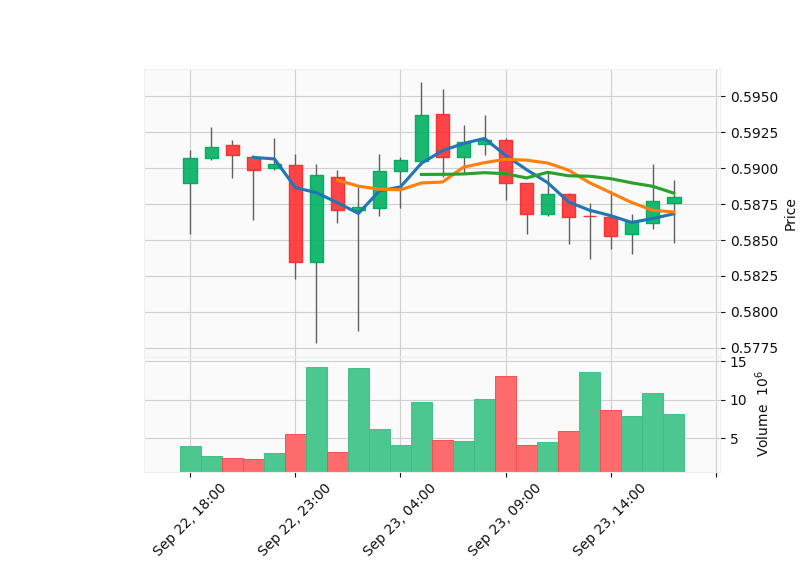 0.5950
0.5925
0.5900
0.5875
0.5850
0.5825
0.5800
0.5775
Price
15
10
5
Volume 10⁶
Sep 22, 18:00
Sep 22, 23:00
Sep 23, 04:00
Sep 23, 09:00
Sep 23, 14:00